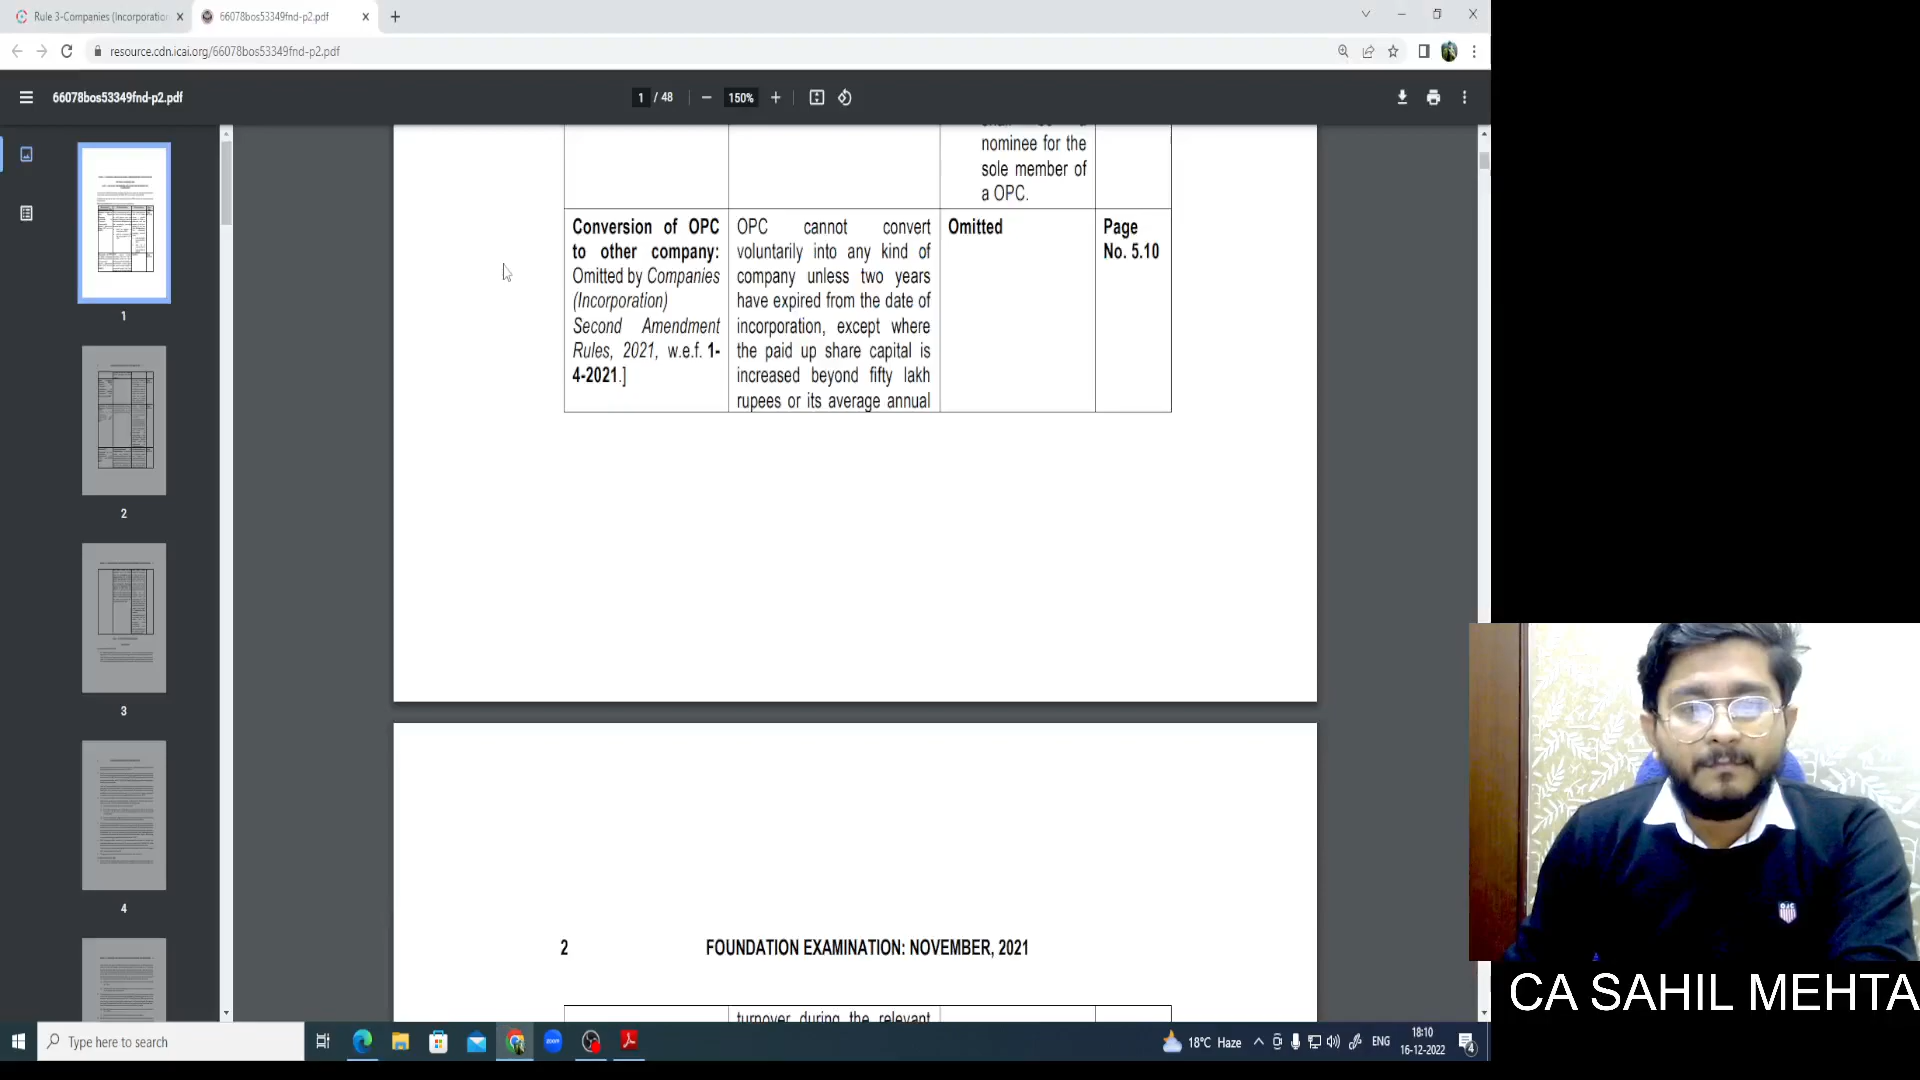 Rule 3-Companies (Incorporation
66078bos53349fnd-p2.pdf
resource.cdn.icai.org/66078bos53349fnd-p2.pdf
66078bos53349fnd-p2.pdf
1 / 48
150%
nominee for the
sole member of
a OPC.
Conversion of OPC
to other company:
Omitted by Companies
(Incorporation)
Second Amendment
Rules, 2021, w.e.f. 1-
4-2021.]
OPC cannot convert
voluntarily into any kind of
company unless two years
have expired from the date of
incorporation, except where
the paid up share capital is
increased beyond fifty lakh
rupees or its average annual
Omitted
Page
No. 5.10
1
2
3
4
2
FOUNDATION EXAMINATION: NOVEMBER, 2021
turnover during the relevant
CA SAHIL MEHTA
Type here to search
zoom
18°C Haze
ENG
18:10
16-12-2022
4